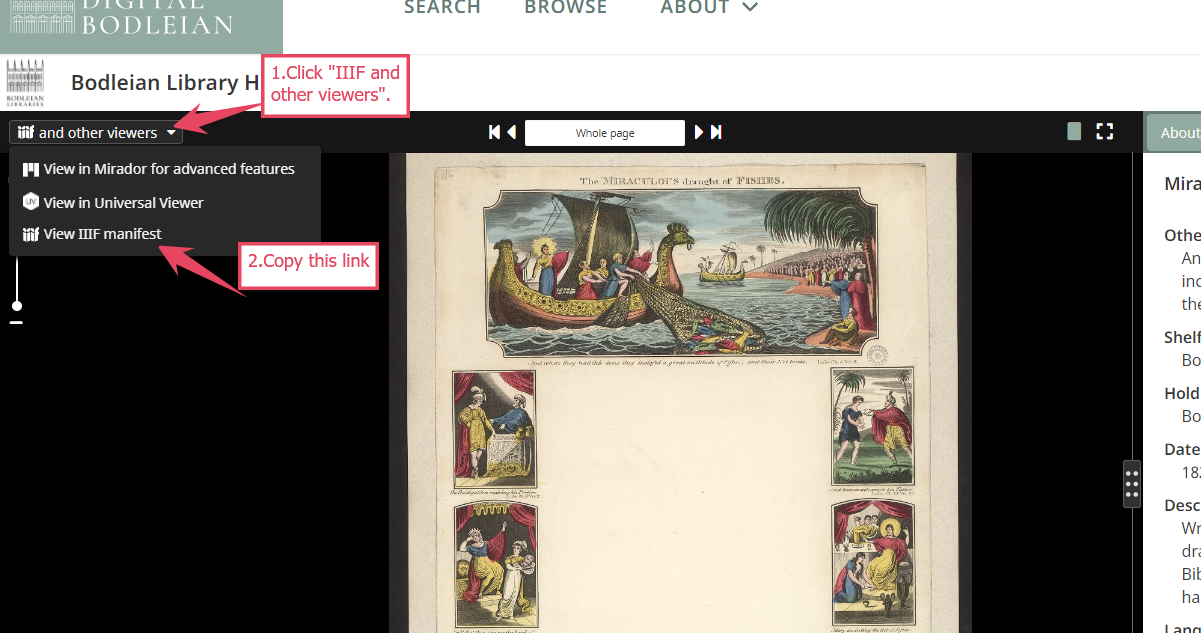 DIGITAL
BODLEIAN
SEARCH
BROWSE
ABOUT
BODLEIAN
LIBRARIES
Bodleian Library H
1.Click "IIIF and
other viewers".
and other viewers
Whole page
About
View in Mirador for advanced features
UV
View in Universal Viewer
View IIIF manifest
2.Copy this link
The MIRACULOUS draught of FISHES.
And when they had this done they inclos'd a great multitude of fishes; and their Net brake.
Mira
Othe
An
inc
the
Shelf
Bo
Hold
Bo
Date
182
Desc
Wr
dra
Bib
ha
Lang